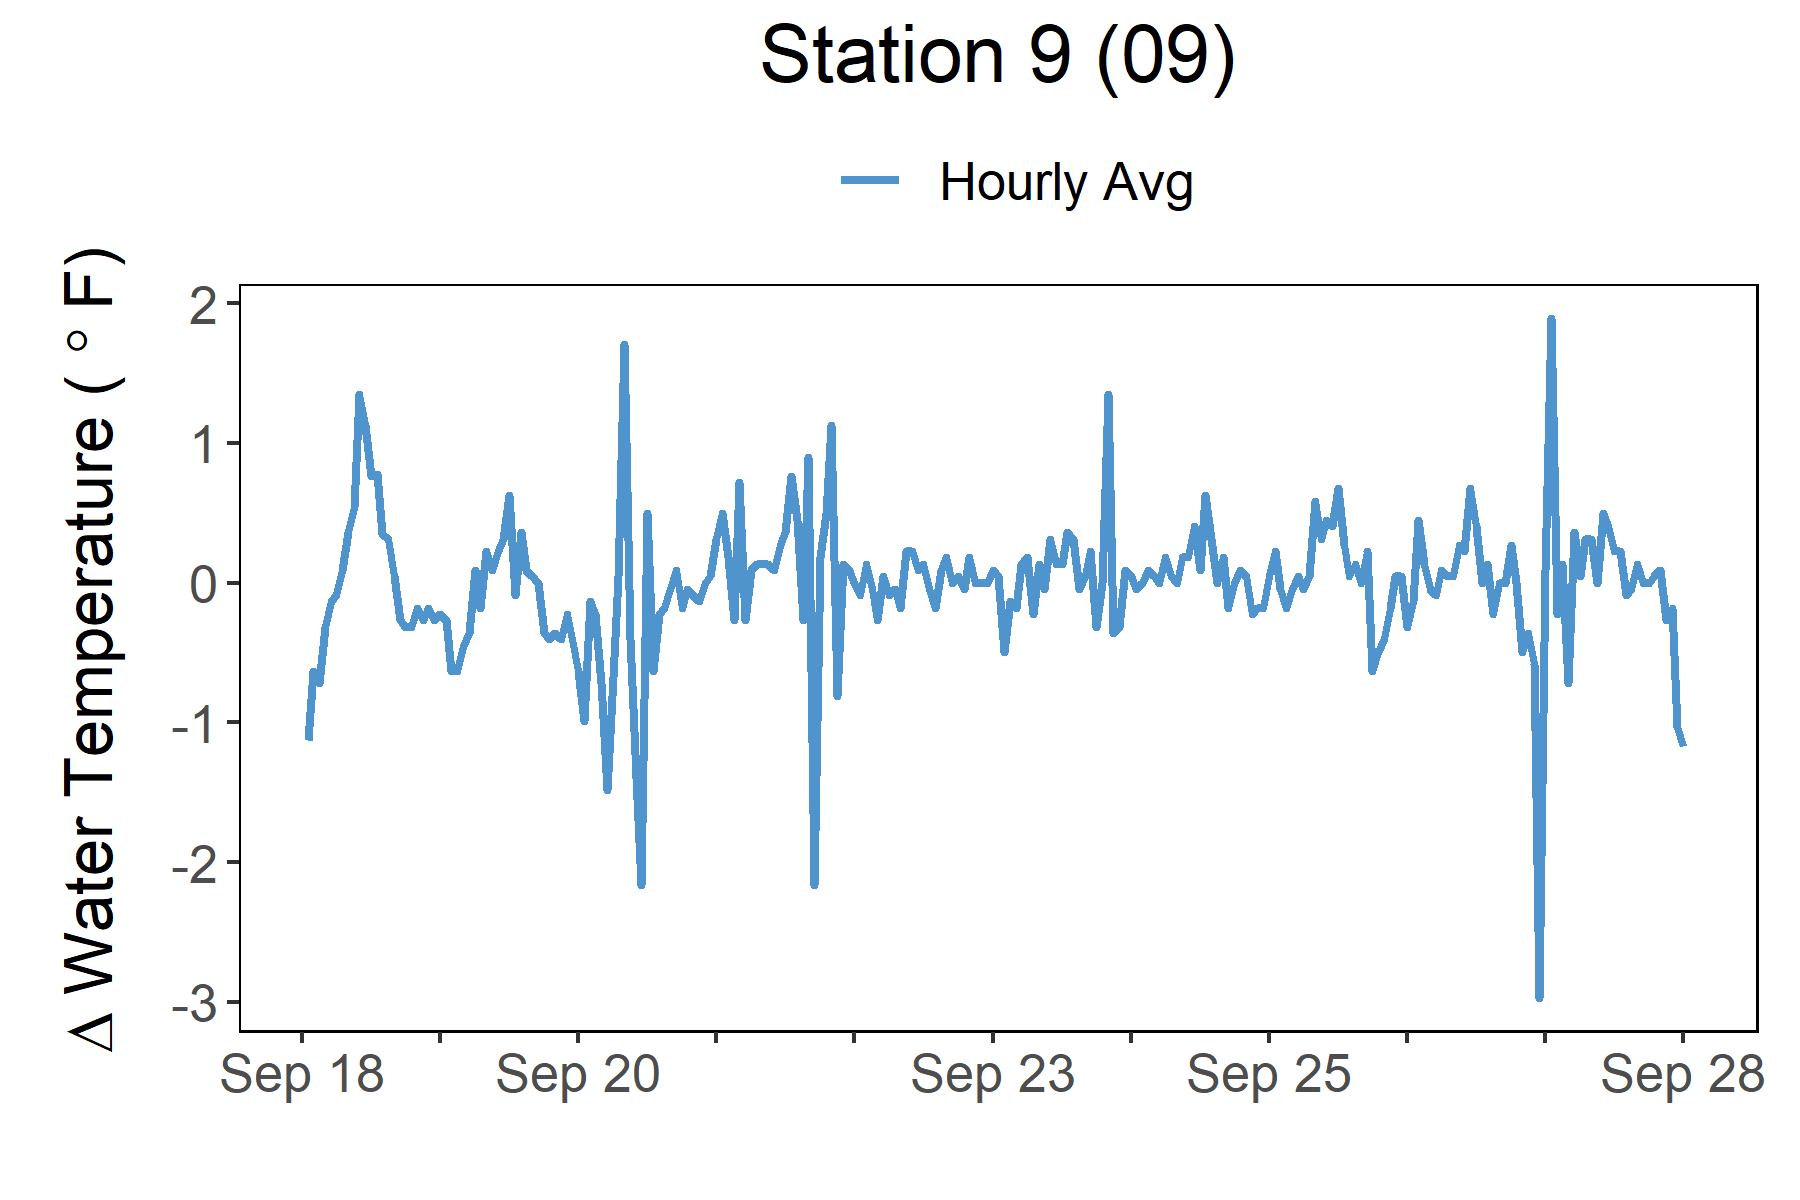 Station 9 (09)
Hourly Avg
Δ Water Temperature ( ° F)
2
1
0
-1
-2
-3
Sep 18 Sep 20 Sep 23 Sep 25 Sep 28